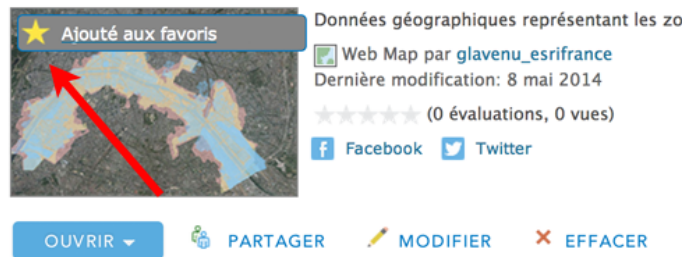 Ajouté aux favoris
Données géographiques représentant les zo
Web Map par glavenu_esrifrance
Dernière modification: 8 mai 2014
(0 évaluations, 0 vues)
Facebook Twitter
OUVRIR PARTAGER MODIFIER EFFACER